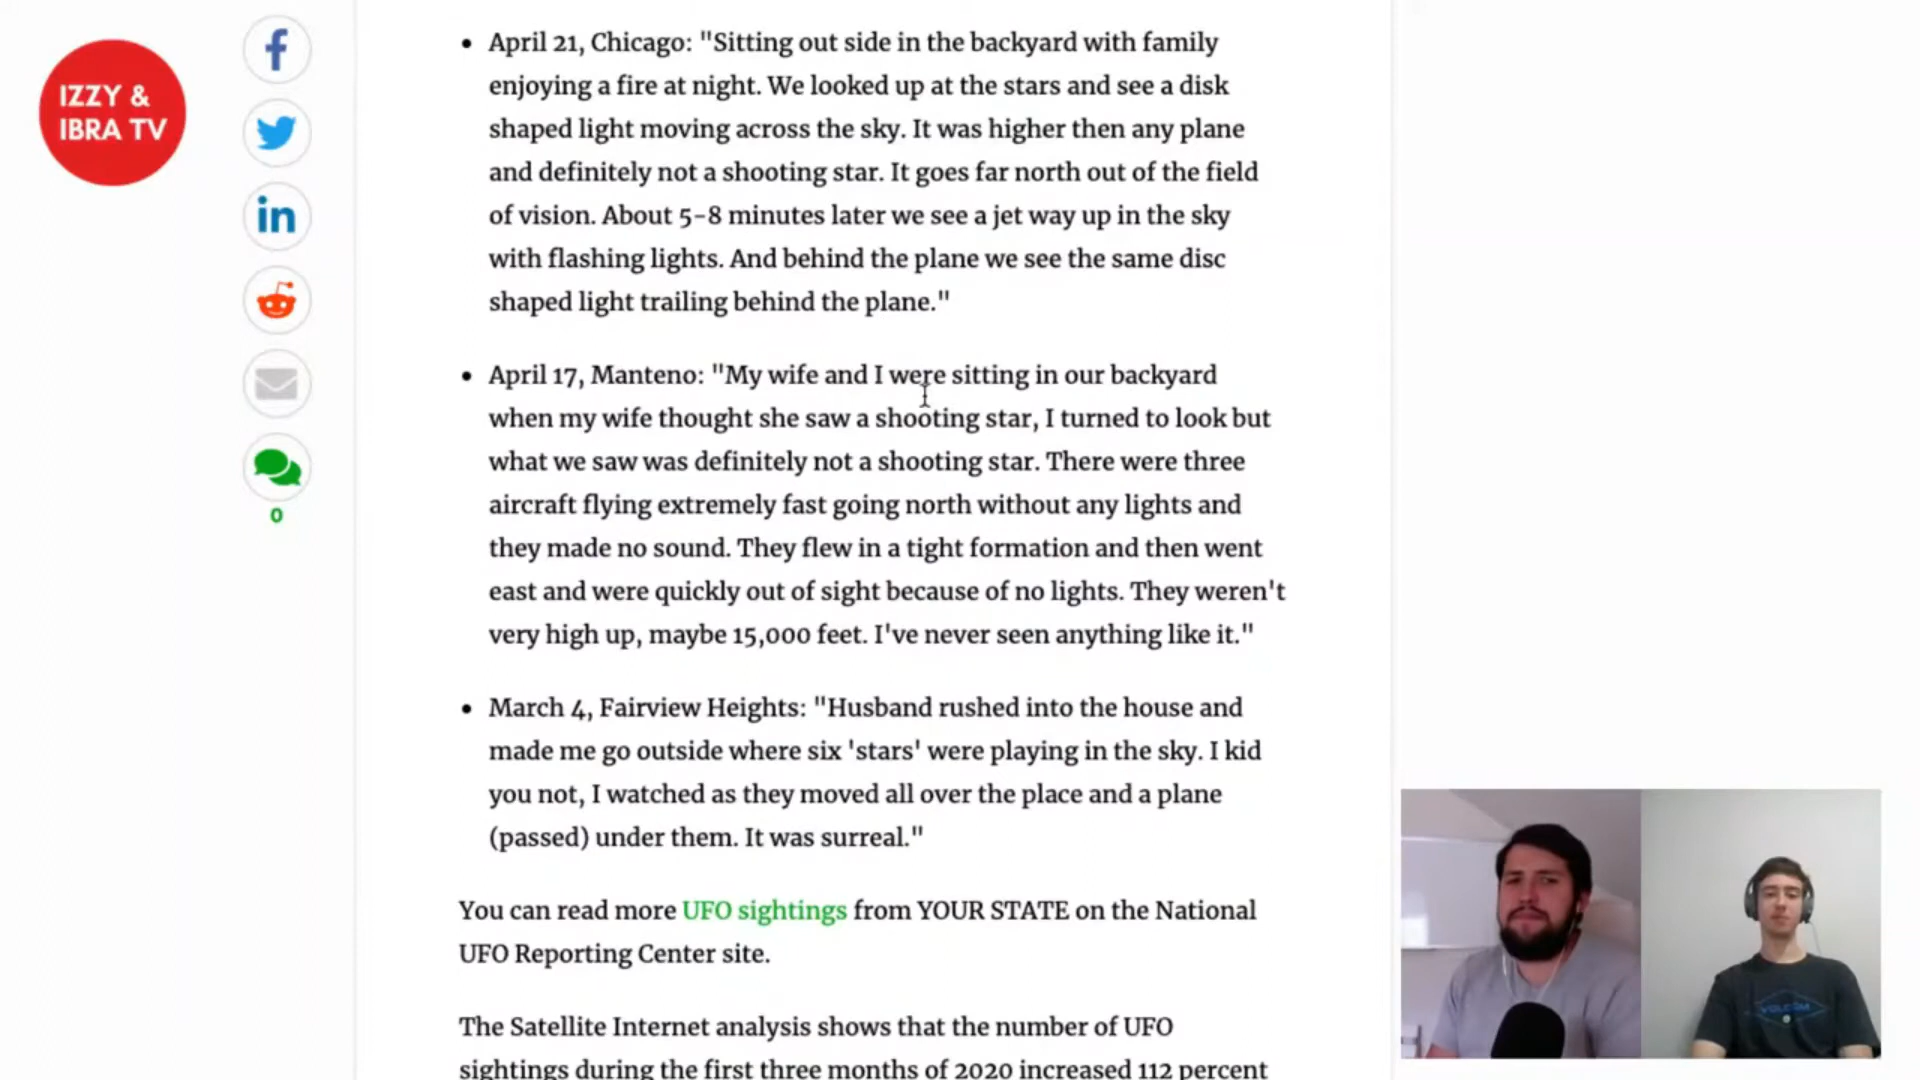 IZZY &
IBRA TV
in
0
• April 21, Chicago: "Sitting out side in the backyard with family
enjoying a fire at night. We looked up at the stars and see a disk
shaped light moving across the sky. It was higher then any plane
and definitely not a shooting star. It goes far north out of the field
of vision. About 5-8 minutes later we see a jet way up in the sky
with flashing lights. And behind the plane we see the same disc
shaped light trailing behind the plane."
• April 17, Manteno: "My wife and I were sitting in our backyard
when my wife thought she saw a shooting star, I turned to look but
what we saw was definitely not a shooting star. There were three
aircraft flying extremely fast going north without any lights and
they made no sound. They flew in a tight formation and then went
east and were quickly out of sight because of no lights. They weren't
very high up, maybe 15,000 feet. I've never seen anything like it."
• March 4, Fairview Heights: "Husband rushed into the house and
made me go outside where six 'stars' were playing in the sky. I kid
you not, I watched as they moved all over the place and a plane
(passed) under them. It was surreal."
You can read more UFO sightings from YOUR STATE on the National
UFO Reporting Center site.
The Satellite Internet analysis shows that the number of UFO
sightings during the first three months of 2020 increased 112 percent
VOLCOM